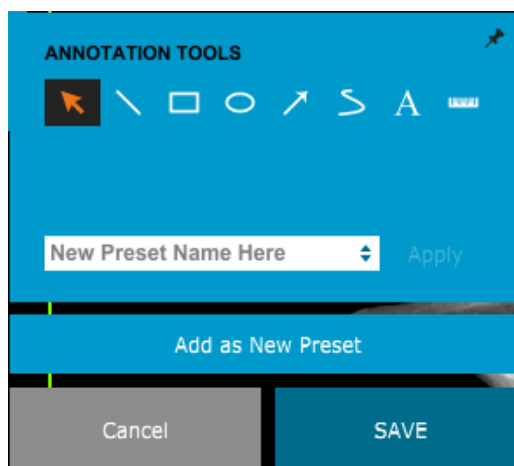 ANNOTATION TOOLS
A
New Preset Name Here
Apply
Add as New Preset
Cancel
SAVE